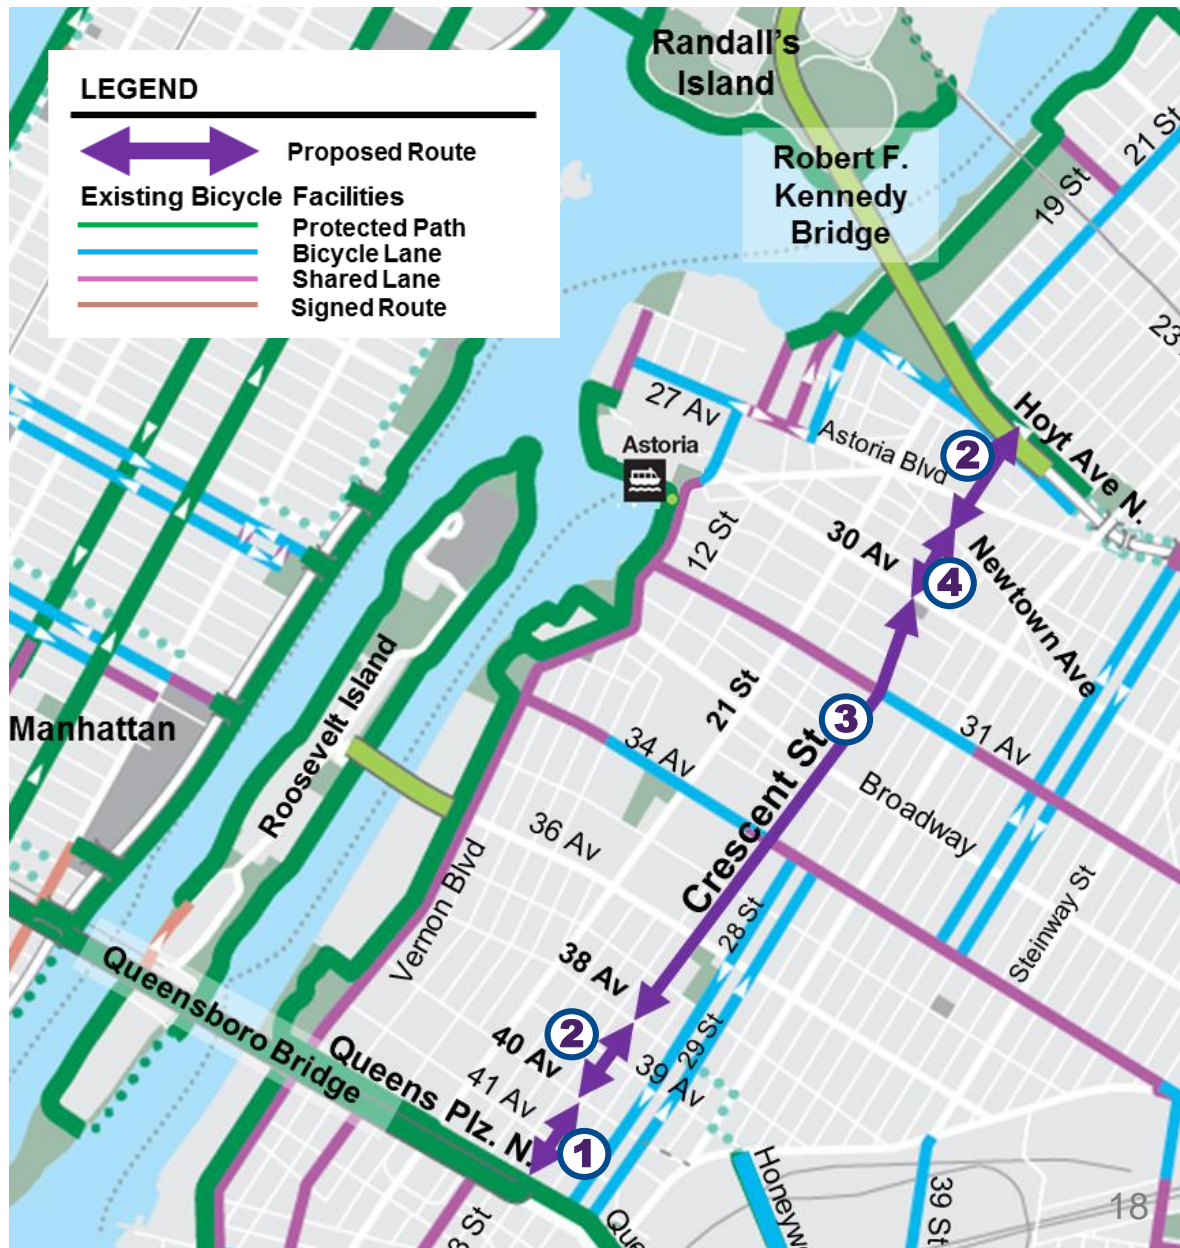 LEGEND
Proposed Route
Existing Bicycle Facilities
Protected Path
Bicycle Lane
Shared Lane
Signed Route
Randall's
Island
Robert F.
Kennedy
Bridge
21 St
19 St
23
27 Av
Astoria
Astoria Blvd
Hoyt Ave N.
2
12 St
30 Av
4
Newtown Ave
Manhattan
Roosevelt Island
21 St
3
31 Av
34 Av
Crescent St
Broadway
36 Av
Vernon Blvd
28 St
Steinway St
38 Av
Queensboro Bridge
2
40 Av
29 St
39 Av
41 Av
Queens Plz. N.
1
39 St
18